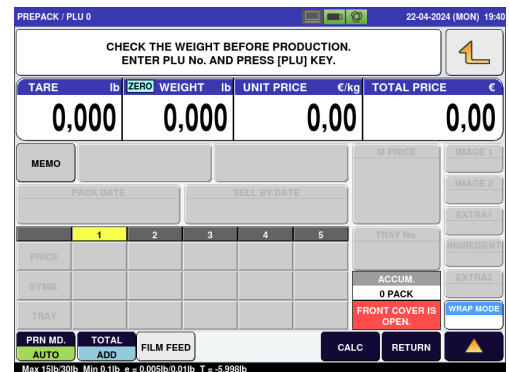 PREPACK / PLU 0
22-04-2024 (MON) 19:40
CHECK THE WEIGHT BEFORE PRODUCTION.
ENTER PLU No. AND PRESS [PLU] KEY.
TARE lb ZERO WEIGHT lb UNIT PRICE €/kg TOTAL PRICE €
0,000 0,000 0,00 0,00
MEMO
M PRICE
IMAGE 1
PACK DATE
SELL BY DATE
IMAGE 2
EXTRA1
1 2 3 4 5
TRAY No.
INGREDIENT
PRICE
SYMB.
ACCUM.
EXTRA3
0 PACK
TRAY
FRONT COVER IS
OPEN.
WRAP MODE
PRN MD.
AUTO
TOTAL
ADD
FILM FEED
CALC
RETURN
Max 15lb/30lb Min 0.1lb e = 0.005lb/0.01lb T = -5.998lb